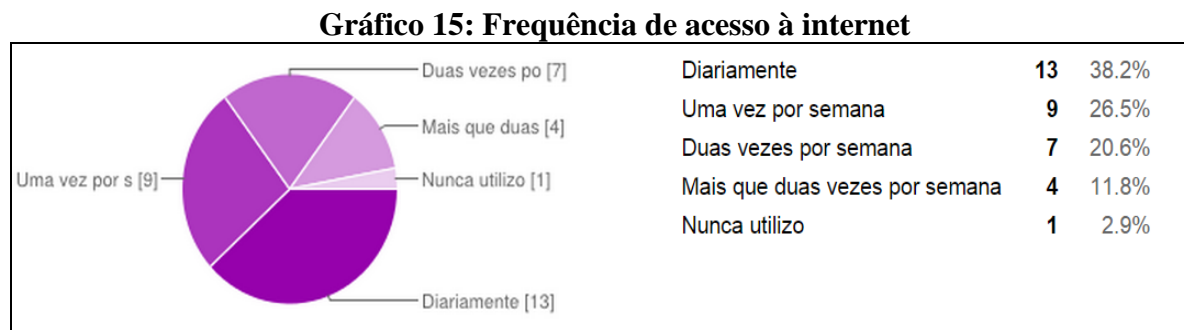 Gráfico 15: Frequência de acesso à internet
Duas vezes po [7]
Mais que duas [4]
Uma vez por s [9]
Nunca utilizo [1]
Diariamente [13]
Diariamente 13 38.2%
Uma vez por semana 9 26.5%
Duas vezes por semana 7 20.6%
Mais que duas vezes por semana 4 11.8%
Nunca utilizo 1 2.9%